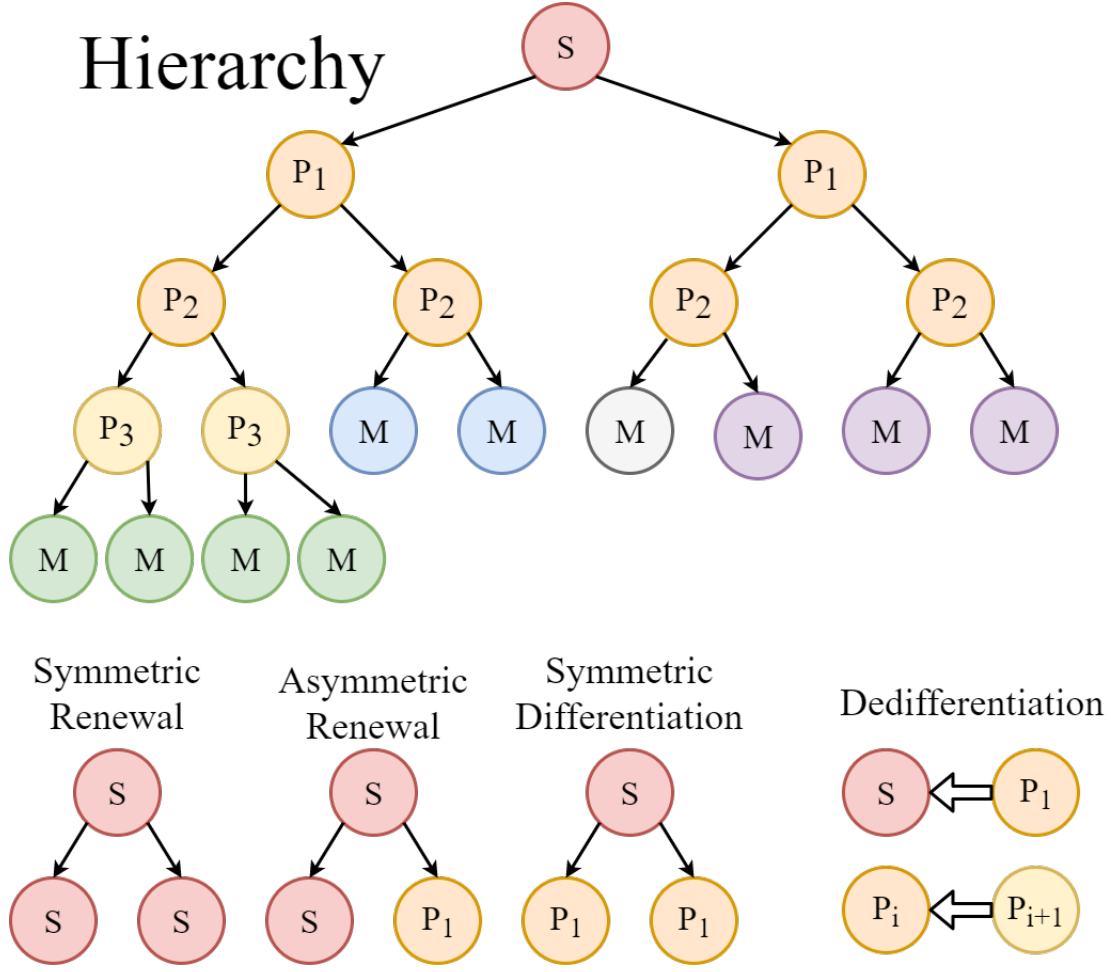 Hierarchy
S
P1 P1
P2 P2 P2 P2
P3 P3 M M M M M M
M M M M
Symmetric
Renewal
Asymmetric
Renewal
Symmetric
Differentiation
Dedifferentiation
S S S S P1
S S S P1 P1 P1 Pi Pi+1